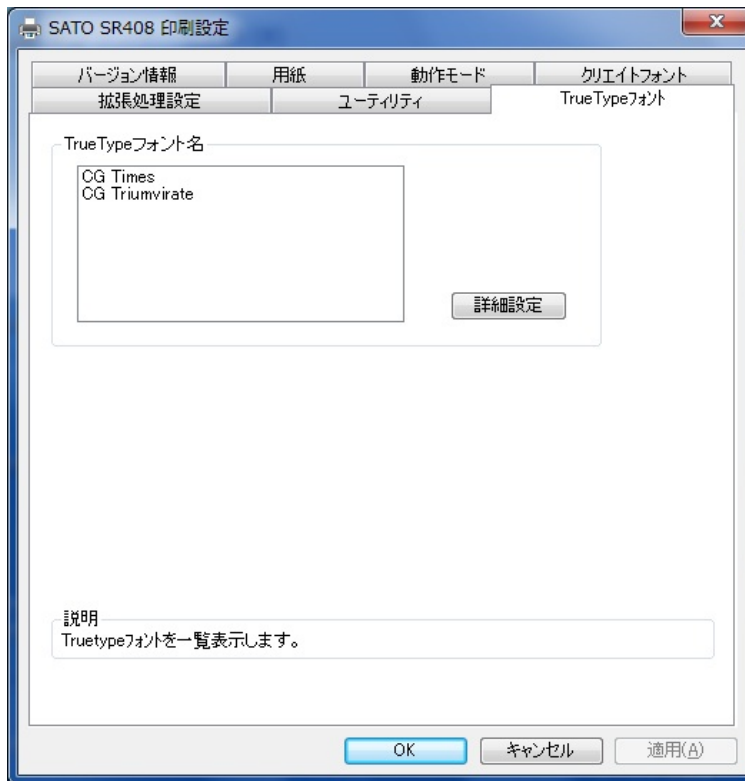 SATO SR408 印刷設定
バージョン情報
用紙
動作モード
クリエイトフォント
拡張処理設定
ユーティリティ
TrueTypeフォント
TrueTypeフォント名
CG Times
CG Triumvirate
詳細設定
説明
Truetypeフォントを一覧表示します。
OK
キャンセル
適用(A)